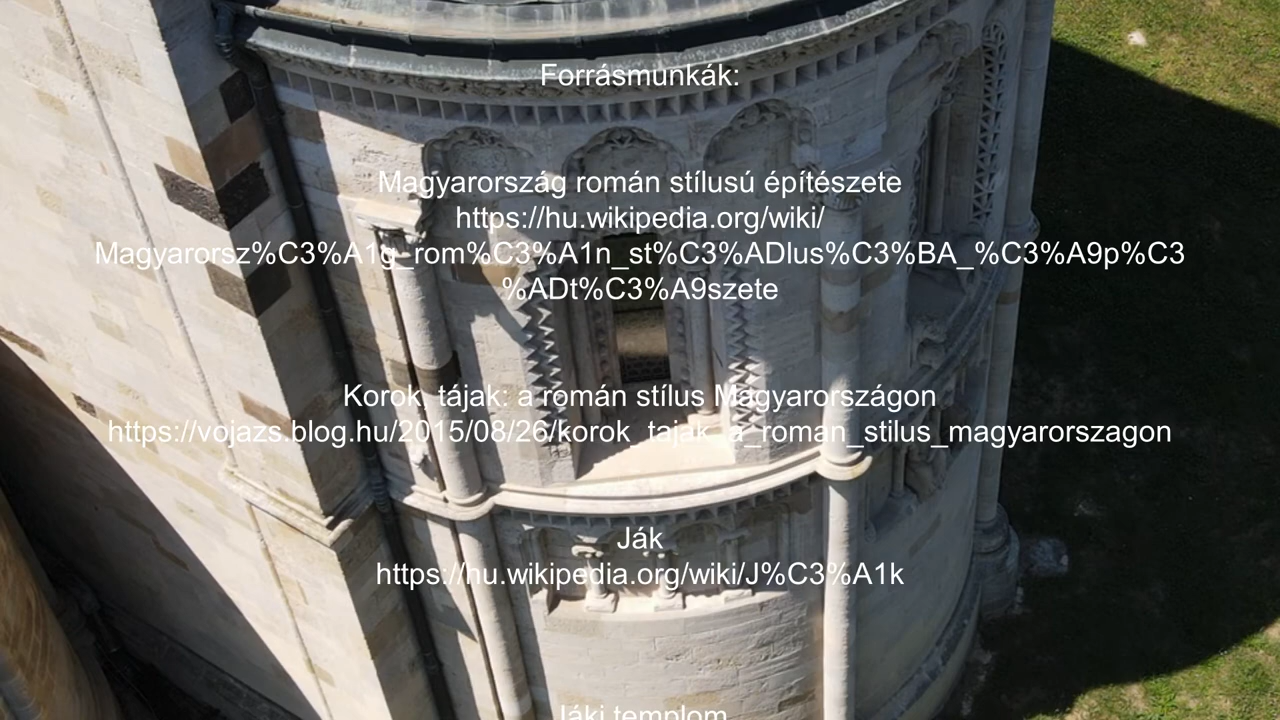 Forrásmunkák:
Magyarország román stílusú építészete
https://hu.wikipedia.org/wiki/
Magyarorsz%C3%A1g_rom%C3%A1n_st%C3%ADlus%C3%BA_%C3%A9p%C3
%ADt%C3%A9szete
Korok, tájak: a román stílus Magyarországon
https://vojazs.blog.hu/2015/08/26/korok_tajak_a_roman_stilus_magyarorszagon
Ják
https://hu.wikipedia.org/wiki/J%C3%A1k
Jáki templom